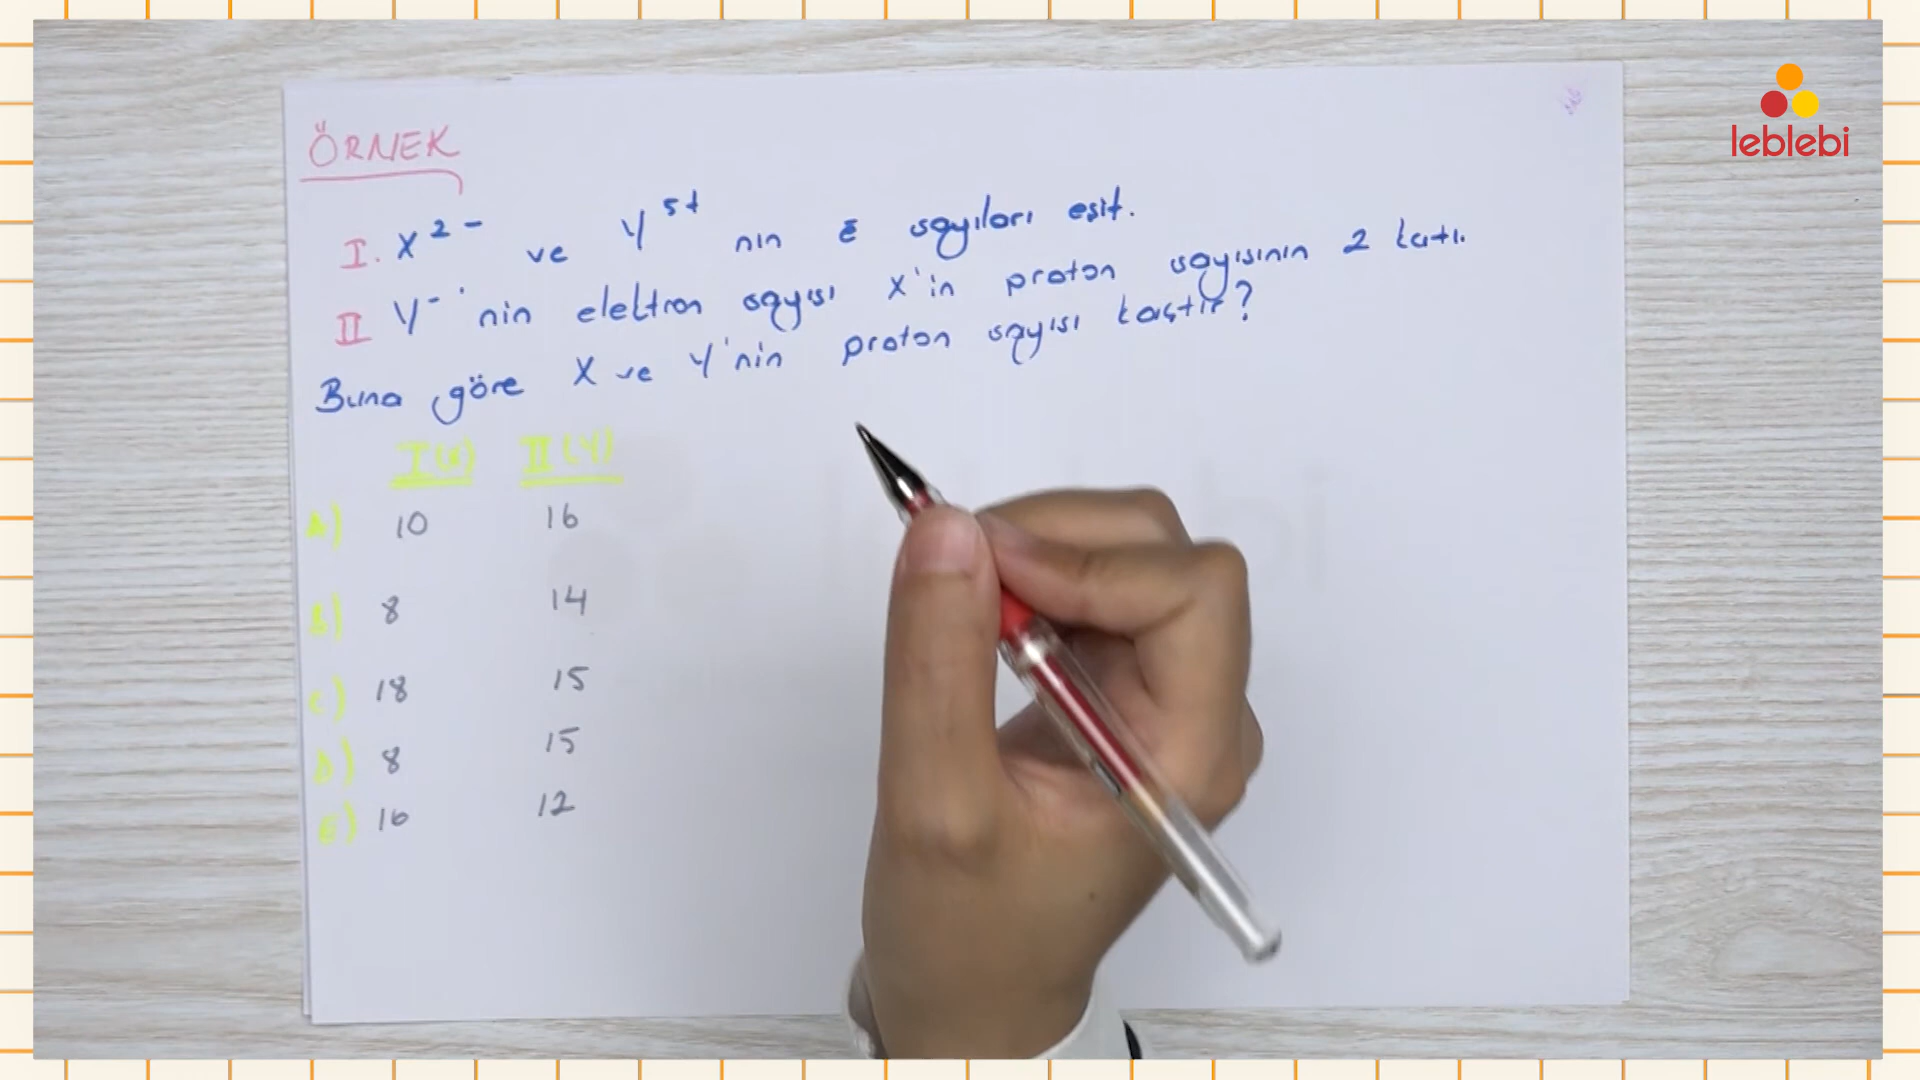 leblebi
ÖRNEK
I. X²⁻ ve Y⁵⁺ nın ē sayıları eşit.
II Y⁻'nin elektron sayısı X'in proton sayısının 2 katı.
Buna göre X ve Y'nin proton sayısı kaçtır?
I(x) II(Y)
A) 10 16
B) 8 14
C) 18 15
D) 8 15
E) 16 12